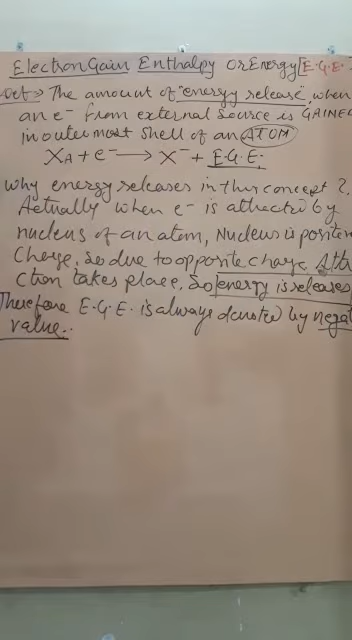 Electron Gain Enthalpy Or Energy [E.G.E.]
Def → The amount of "energy release", when
an e⁻ from external source is GAINED
in outer most shell of an ATOM
XA + e⁻ → X⁻ + E.G.E.
Why energy releases in this concept ?
Actually when e⁻ is attracted by
nucleus of an atom, Nucleus is positive
Charge, So due to opposite charge Attra
ction takes place, So energy is releases
Therefore E.G.E. is always denoted by negat
value..